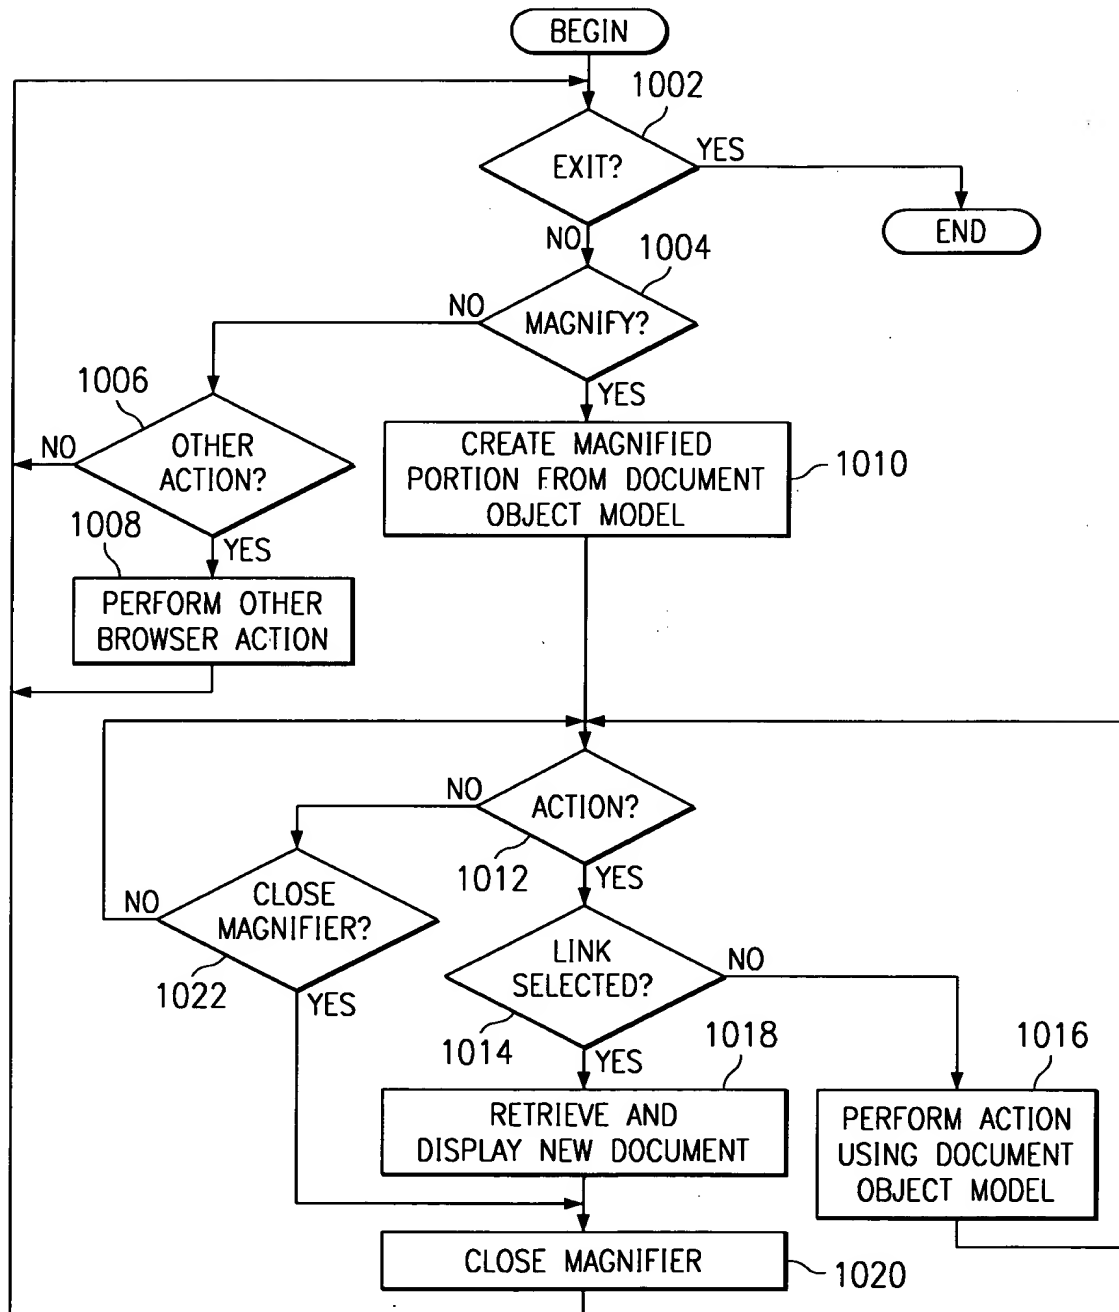 BEGIN
1002
EXIT?
YES
END
NO
1004
MAGNIFY?
NO
YES
1006
OTHER
ACTION?
NO
YES
CREATE MAGNIFIED
PORTION FROM DOCUMENT
OBJECT MODEL
1010
1008
PERFORM OTHER
BROWSER ACTION
ACTION?
NO
1012
YES
CLOSE
MAGNIFIER?
NO
1022
YES
LINK
SELECTED?
NO
1014
YES
1018
RETRIEVE AND
DISPLAY NEW DOCUMENT
1016
PERFORM ACTION
USING DOCUMENT
OBJECT MODEL
CLOSE MAGNIFIER
1020